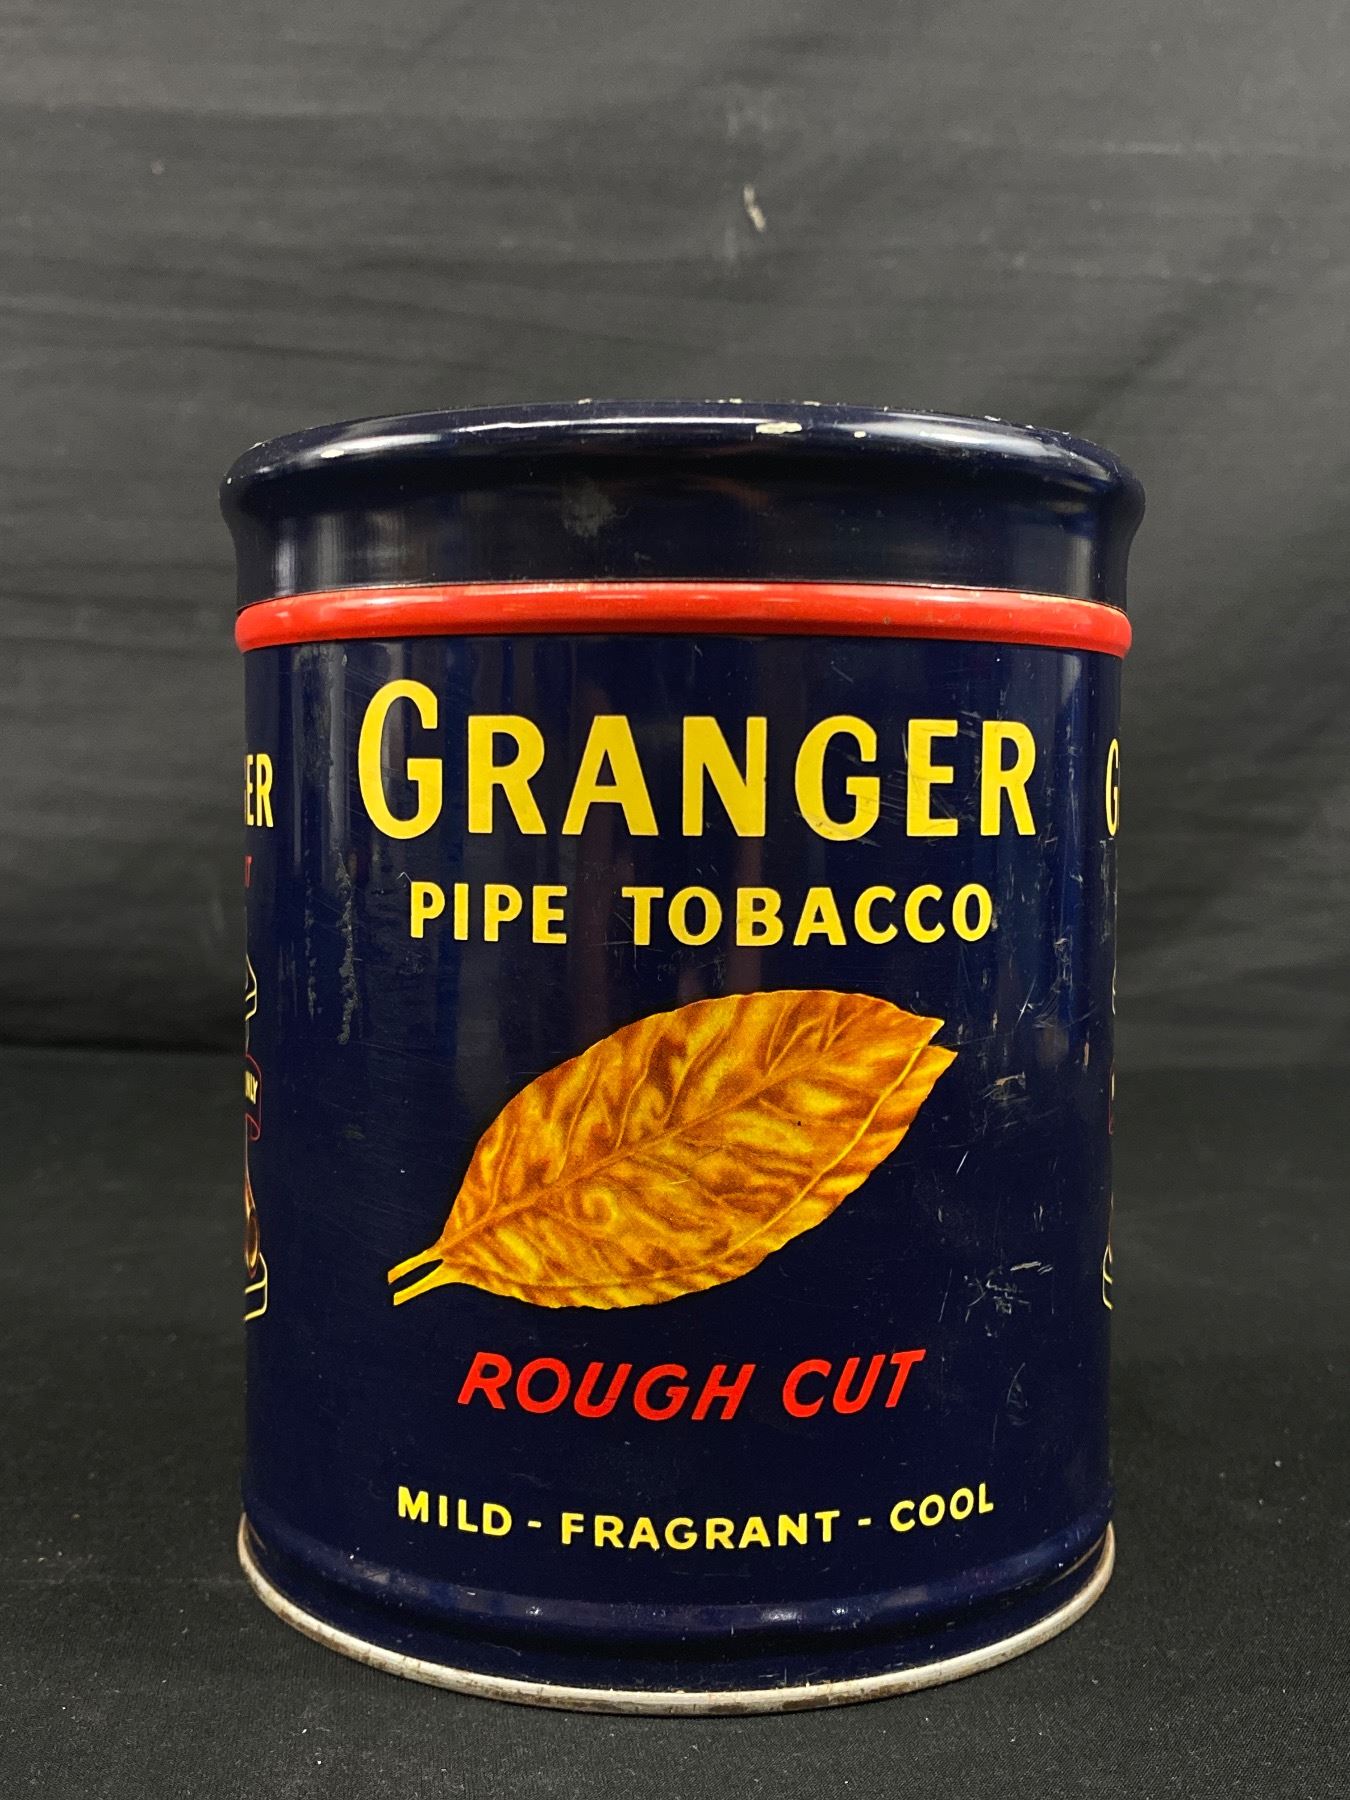 GRANGER
PIPE TOBACCO
ROUGH CUT
MILD - FRAGRANT - COOL